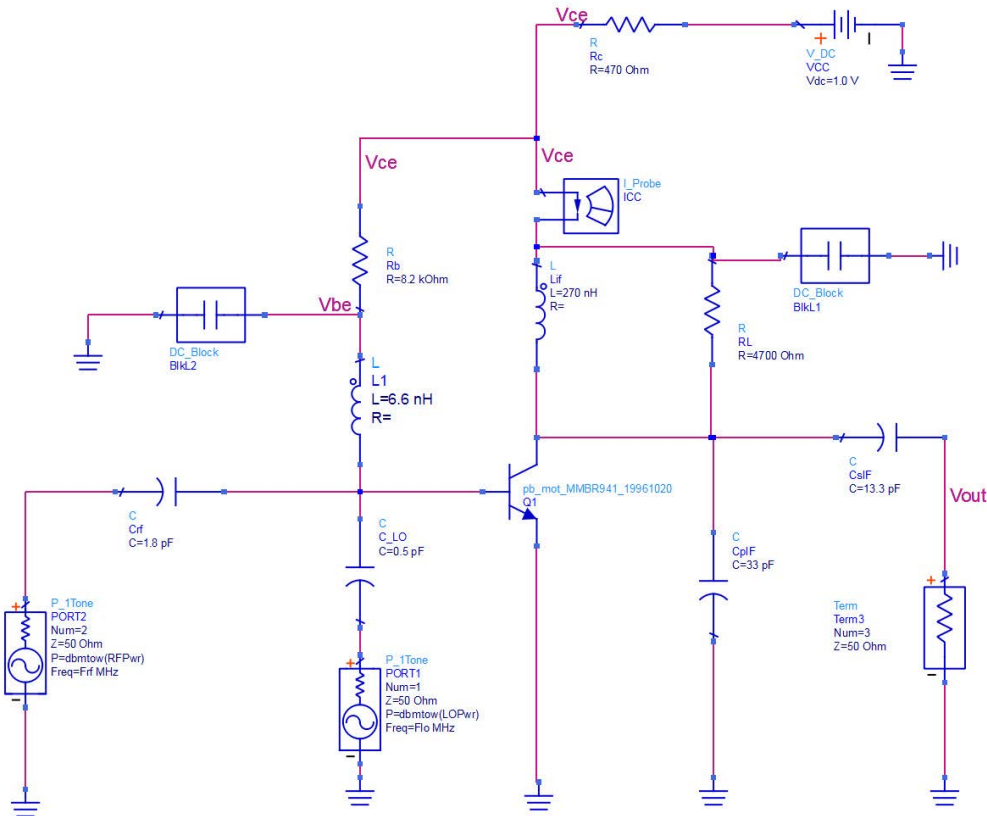 Vce
R
Rc
R=470 Ohm
+
V_DC
VCC
Vdc=1.0 V
Vce
Vce
I_Probe
ICC
R
Rb
R=8.2 kOhm
L
Lif
L=270 nH
R=
DC_Block
BlkL1
Vbe
R
RL
R=4700 Ohm
DC_Block
BlkL2
L
L1
L=6.6 nH
R=
pb_mot_MMBR941_19961020
Q1
C
Crf
C=1.8 pF
C
C_LO
C=0.5 pF
C
CsIF
C=13.3 pF
Vout
C
CpIF
C=33 pF
+
P_1Tone
PORT2
Num=2
Z=50 Ohm
P=dbmtow(RFPwr)
Freq=Frf MHz
+
P_1Tone
PORT1
Num=1
Z=50 Ohm
P=dbmtow(LOPwr)
Freq=Flo MHz
+
Term
Term3
Num=3
Z=50 Ohm